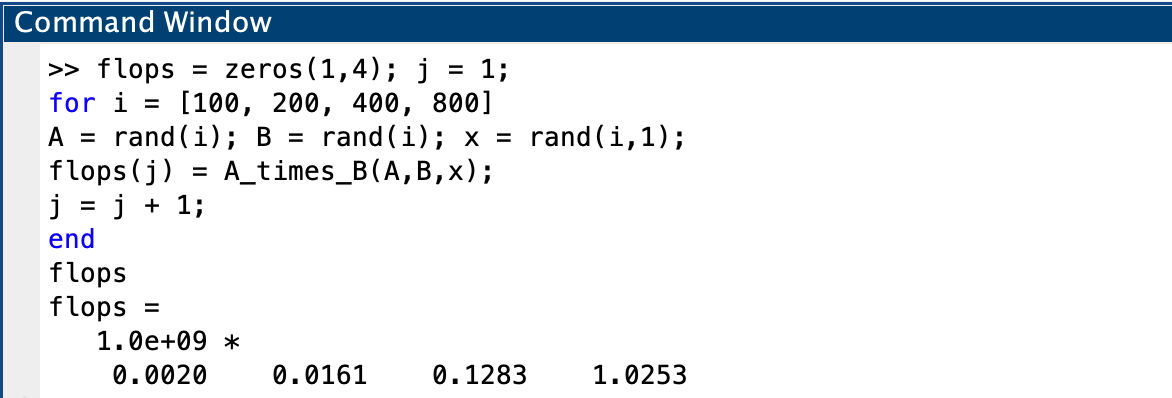 Command Window
>> flops = zeros(1,4); j = 1;
for i = [100, 200, 400, 800]
A = rand(i); B = rand(i); x = rand(i,1);
flops(j) = A_times_B(A,B,x);
j = j + 1;
end
flops
flops =
1.0e+09 *
0.0020 0.0161 0.1283 1.0253